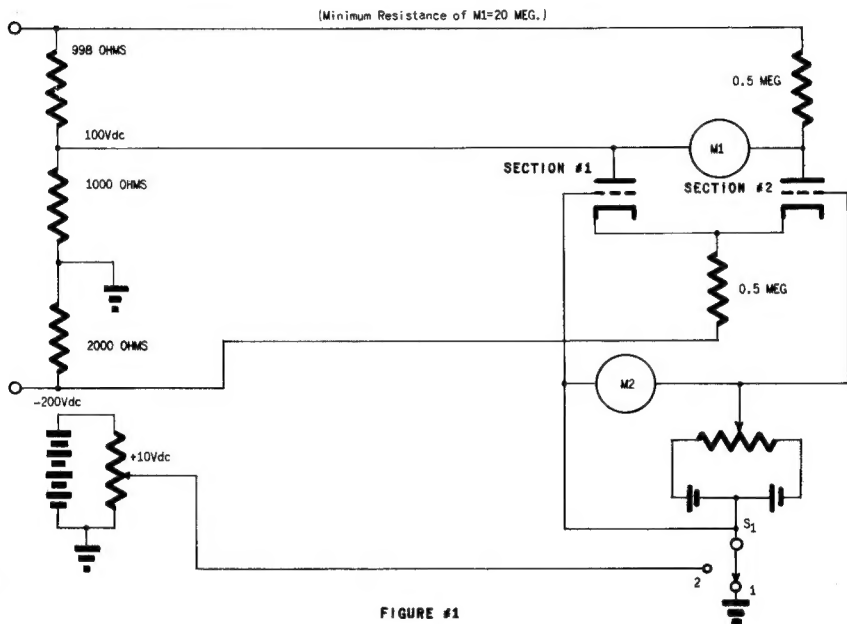 (Minimum Resistance of M1=20 MEG.)
998 OHMS
0.5 MEG
100Vdc
M1
SECTION #1
SECTION #2
1000 OHMS
0.5 MEG
2000 OHMS
M2
-200Vdc
+10Vdc
S1
2
1
FIGURE #1